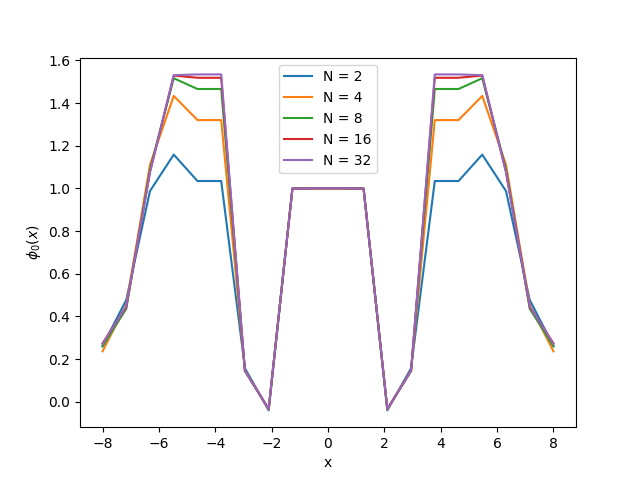 1.6
1.4
1.2
1.0
0.8
0.6
0.4
0.2
0.0
ϕ₀(x)
N = 2
N = 4
N = 8
N = 16
N = 32
−8 −6 −4 −2 0 2 4 6 8
x